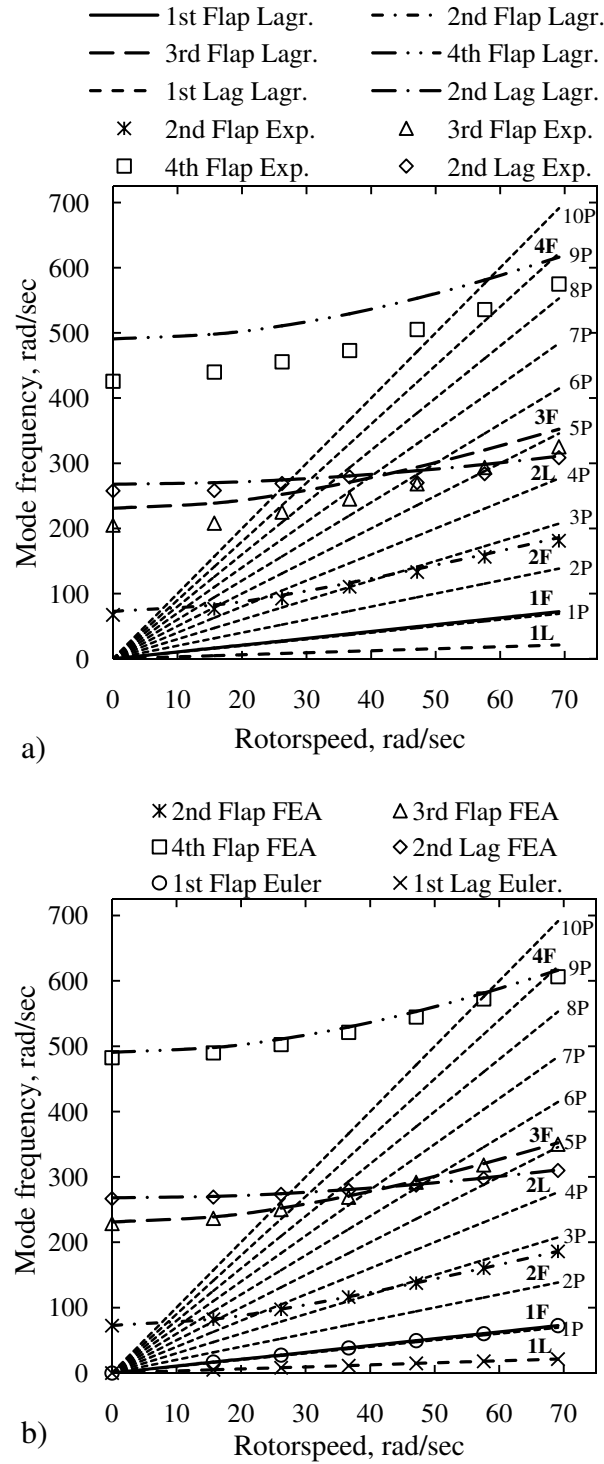 1st Flap Lagr. 2nd Flap Lagr.
3rd Flap Lagr. 4th Flap Lagr.
1st Lag Lagr. 2nd Lag Lagr.
2nd Flap Exp. 3rd Flap Exp.
4th Flap Exp. 2nd Lag Exp.
700
600
500
400
300
200
100
0
Mode frequency, rad/sec
10P
4F 9P
8P
7P
6P
3F
5P
2L 4P
3P
2F 2P
1F
1P
1L
0 10 20 30 40 50 60 70
Rotorspeed, rad/sec
a)
2nd Flap FEA 3rd Flap FEA
4th Flap FEA 2nd Lag FEA
1st Flap Euler 1st Lag Euler.
700
600
500
400
300
200
100
0
Mode frequency, rad/sec
10P
4F 9P
8P
7P
6P
3F
5P
2L 4P
3P
2F 2P
1F
1P
1L
0 10 20 30 40 50 60 70
Rotorspeed, rad/sec
b)